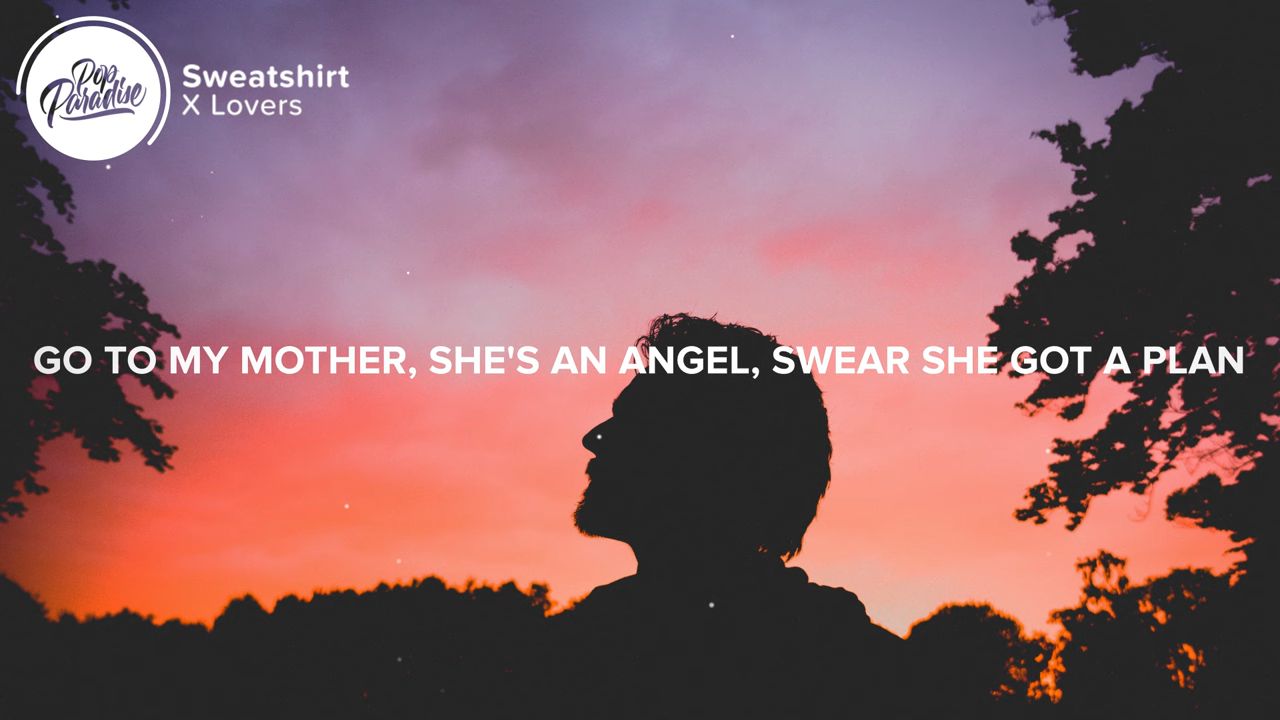 Pop
Paradise
Sweatshirt
X Lovers
GO TO MY MOTHER, SHE'S AN ANGEL, SWEAR SHE GOT A PLAN